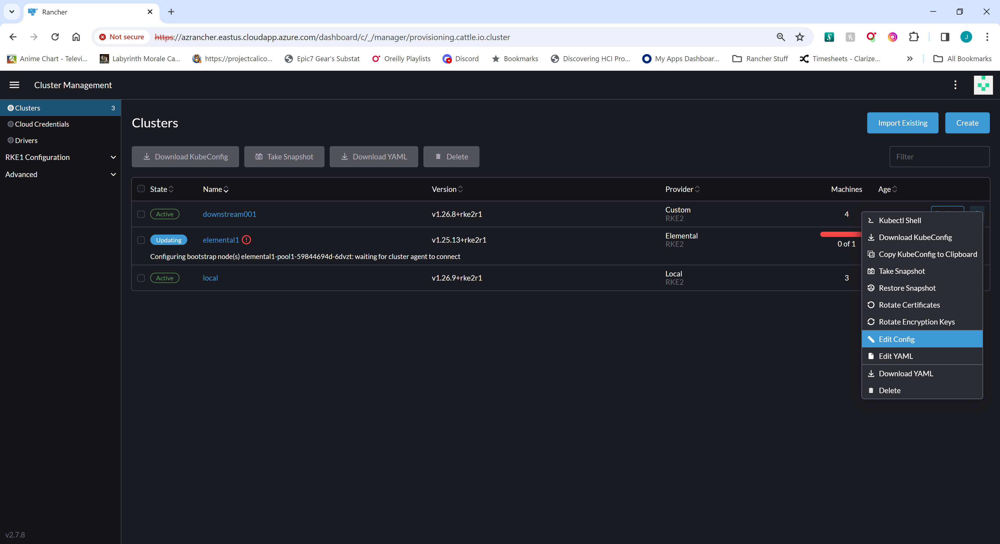 Rancher
Not secure https://azrancher.eastus.cloudapp.azure.com/dashboard/c/_/manager/provisioning.cattle.io.cluster
J
Anime Chart - Televi... Labyrinth Morale Ca... https://projectcalico... Epic7 Gear's Substat Oreilly Playlists Discord Bookmarks Discovering HCI Pro... My Apps Dashboar... Rancher Stuff Timesheets - Clarize... » All Bookmarks
Cluster Management
Clusters 3
Cloud Credentials
Drivers
RKE1 Configuration
Advanced
v2.7.8
Clusters
Import Existing Create
Download KubeConfig Take Snapshot Download YAML Delete Filter
State Name Version Provider Machines Age
Active downstream001 v1.26.8+rke2r1 Custom 4
RKE2
Updating elemental1 v1.25.13+rke2r1 Elemental
RKE2 0 of 1
Configuring bootstrap node(s) elemental1-pool1-59844694d-6dvzt: waiting for cluster agent to connect
Active local v1.26.9+rke2r1 Local 3
RKE2
Kubectl Shell
Download KubeConfig
Copy KubeConfig to Clipboard
Take Snapshot
Restore Snapshot
Rotate Certificates
Rotate Encryption Keys
Edit Config
Edit YAML
Download YAML
Delete